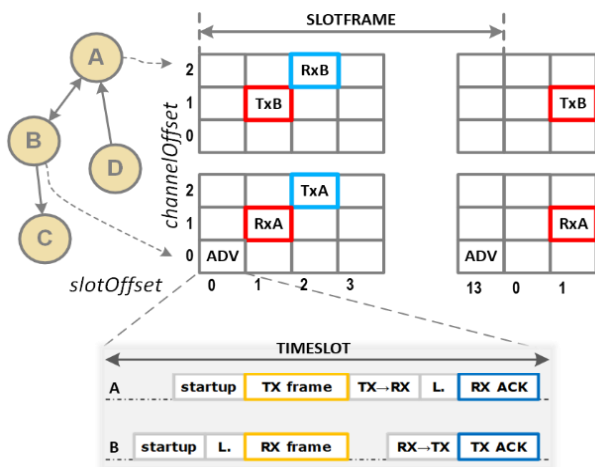 SLOTFRAME
A
B
D
C
channelOffset
2
1
0
RxB
TxB
TxB
2
1
0
TxA
RxA
RxA
ADV
ADV
slotOffset
0 1 2 3 13 0 1
TIMESLOT
A startup TX frame TX→RX L. RX ACK
B startup L. RX frame RX→TX TX ACK